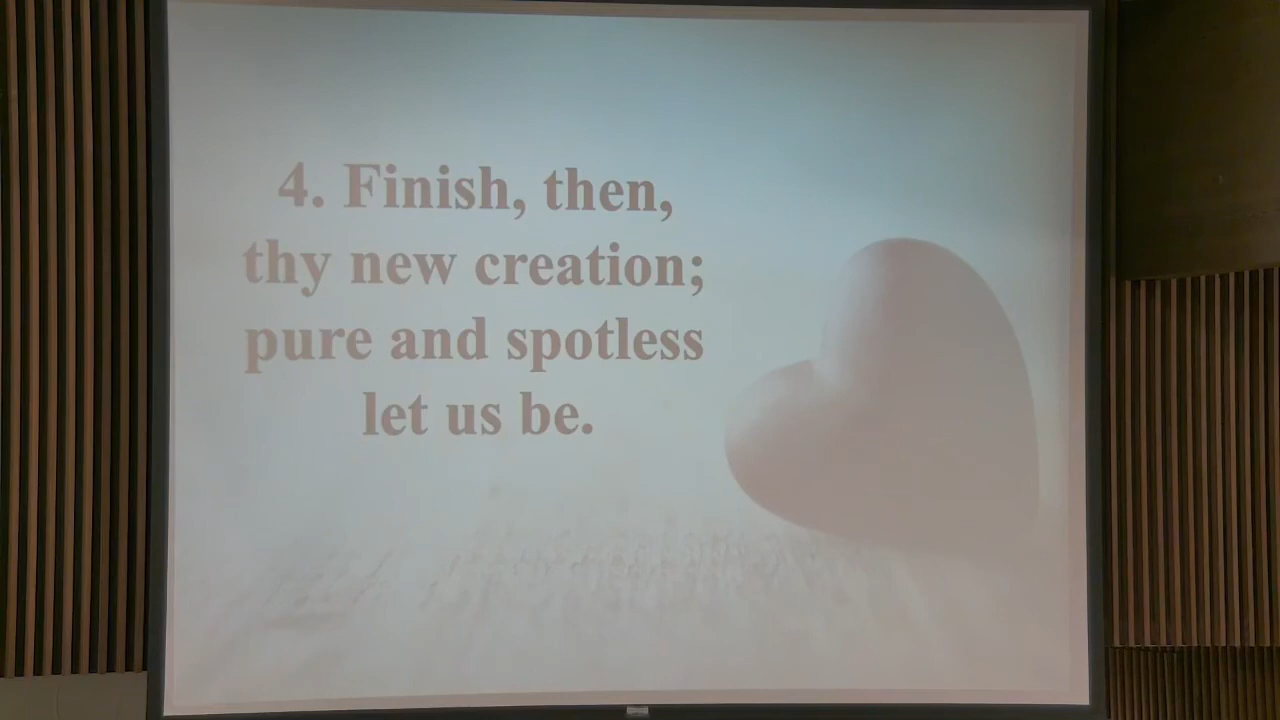 4. Finish, then,
thy new creation;
pure and spotless
let us be.